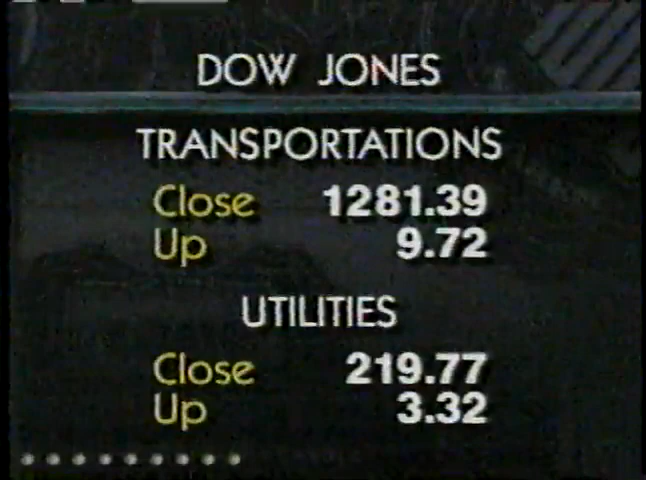 DOW JONES
TRANSPORTATIONS
Close 1281.39
Up 9.72
UTILITIES
Close 219.77
Up 3.32